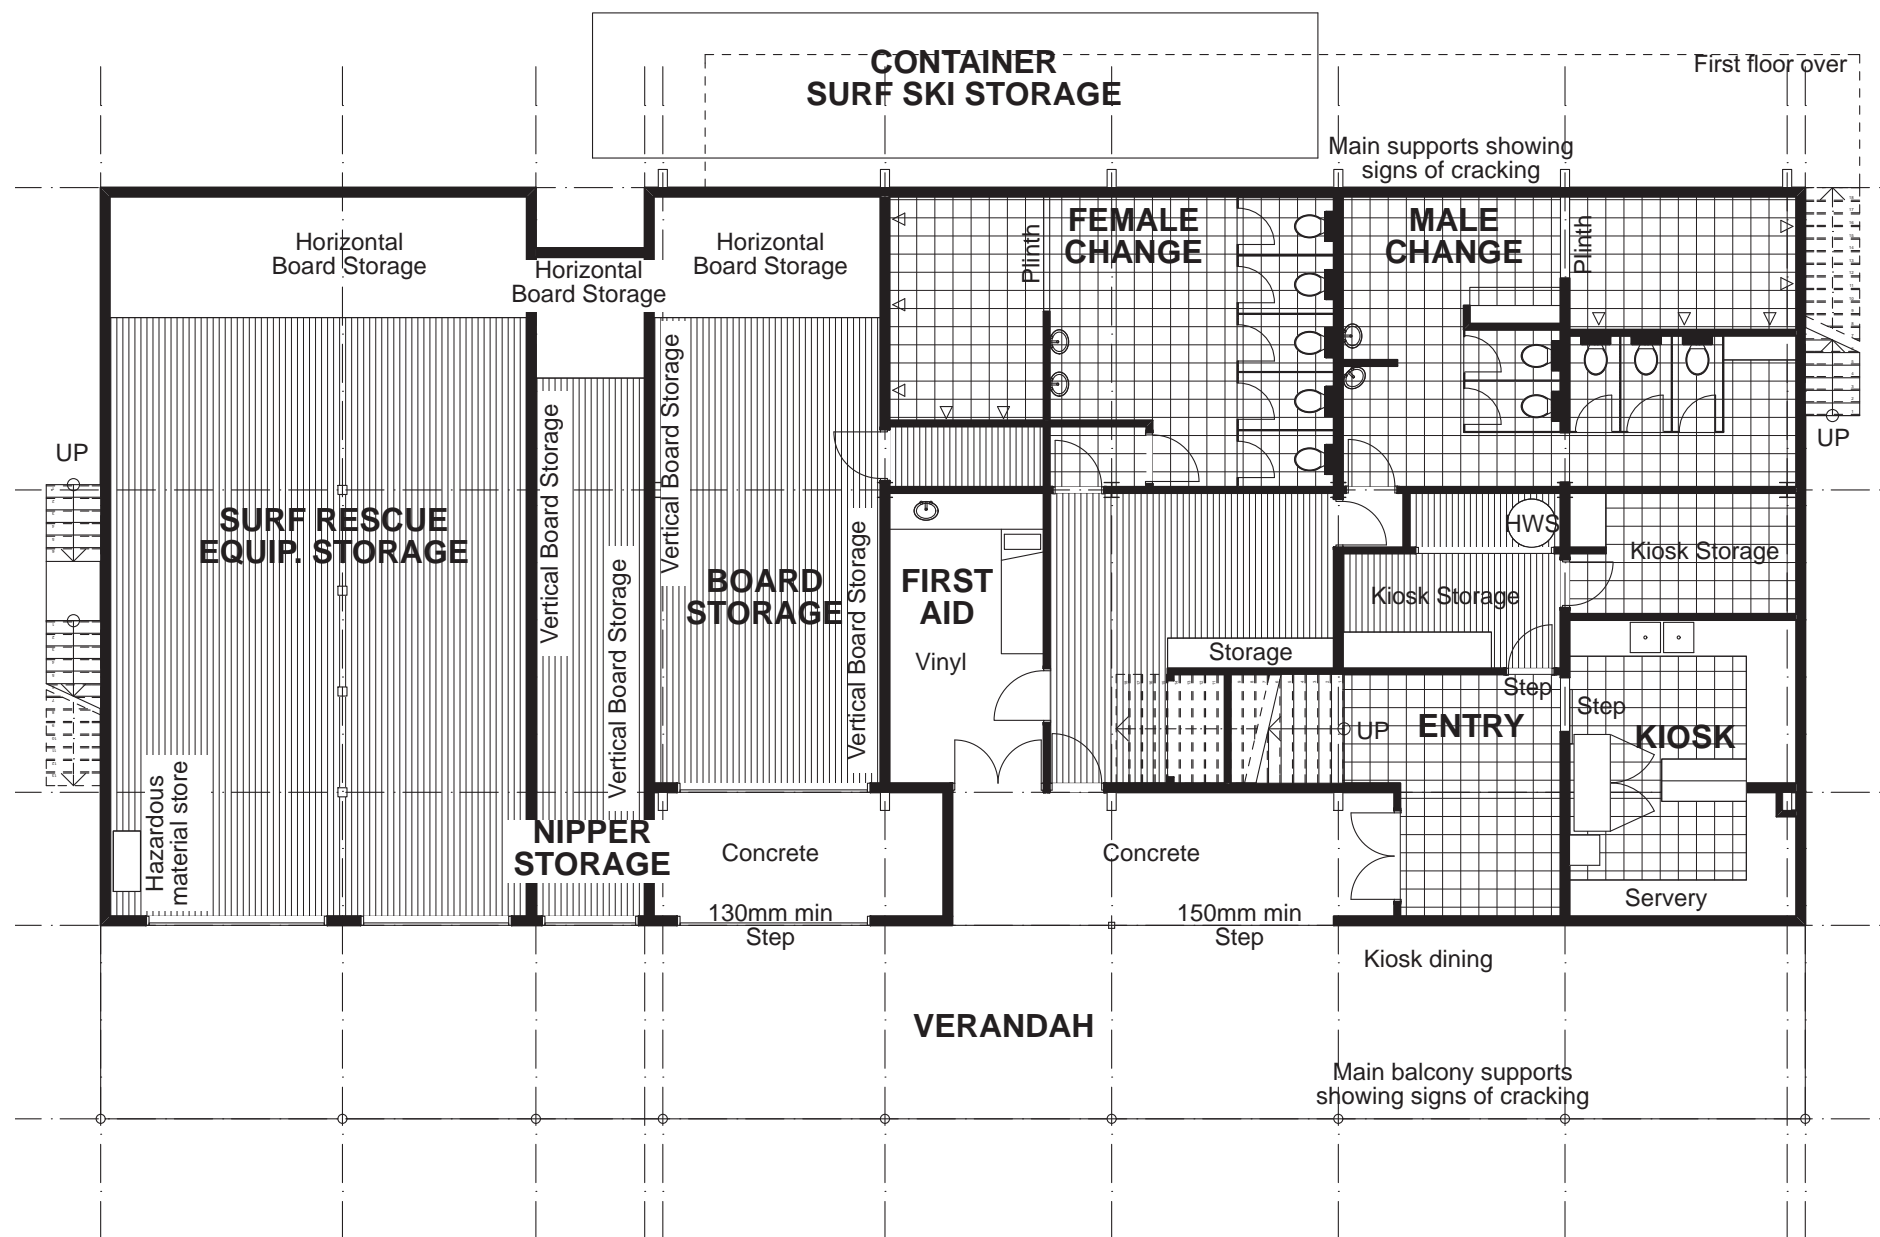 CONTAINER
SURF SKI STORAGE
First floor over
Main supports showing
signs of cracking
Horizontal
Board Storage
Horizontal
Board Storage
Horizontal
Board Storage
Plinth
FEMALE
CHANGE
MALE
CHANGE
Plinth
UP
UP
Vertical Board Storage
Vertical Board Storage
Vertical Board Storage
Vertical Board Storage
SURF RESCUE
EQUIP. STORAGE
BOARD
STORAGE
FIRST
AID
Vinyl
HWS
Kiosk Storage
Kiosk Storage
Storage
Step
Step
UP
ENTRY
KIOSK
Hazardous
material store
NIPPER
STORAGE
Concrete
Concrete
130mm min
Step
150mm min
Step
Servery
Kiosk dining
VERANDAH
Main balcony supports
showing signs of cracking